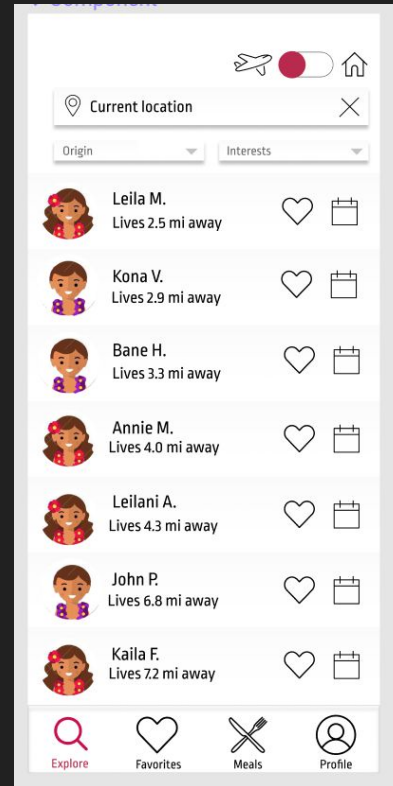 Component
Current location
Origin
Interests
Leila M.
Lives 2.5 mi away
Kona V.
Lives 2.9 mi away
Bane H.
Lives 3.3 mi away
Annie M.
Lives 4.0 mi away
Leilani A.
Lives 4.3 mi away
John P.
Lives 6.8 mi away
Kaila F.
Lives 7.2 mi away
Explore
Favorites
Meals
Profile